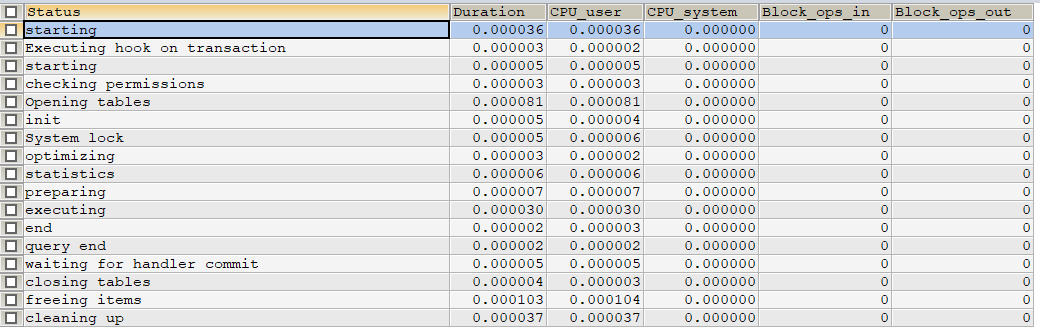 Status Duration CPU_user CPU_system Block_ops_in Block_ops_out
starting 0.000036 0.000036 0.000000 0 0
Executing hook on transaction 0.000003 0.000002 0.000000 0 0
starting 0.000005 0.000005 0.000000 0 0
checking permissions 0.000003 0.000003 0.000000 0 0
Opening tables 0.000081 0.000081 0.000000 0 0
init 0.000005 0.000004 0.000000 0 0
System lock 0.000005 0.000006 0.000000 0 0
optimizing 0.000003 0.000002 0.000000 0 0
statistics 0.000006 0.000006 0.000000 0 0
preparing 0.000007 0.000007 0.000000 0 0
executing 0.000030 0.000030 0.000000 0 0
end 0.000002 0.000003 0.000000 0 0
query end 0.000002 0.000002 0.000000 0 0
waiting for handler commit 0.000005 0.000005 0.000000 0 0
closing tables 0.000004 0.000003 0.000000 0 0
freeing items 0.000103 0.000104 0.000000 0 0
cleaning up 0.000037 0.000037 0.000000 0 0